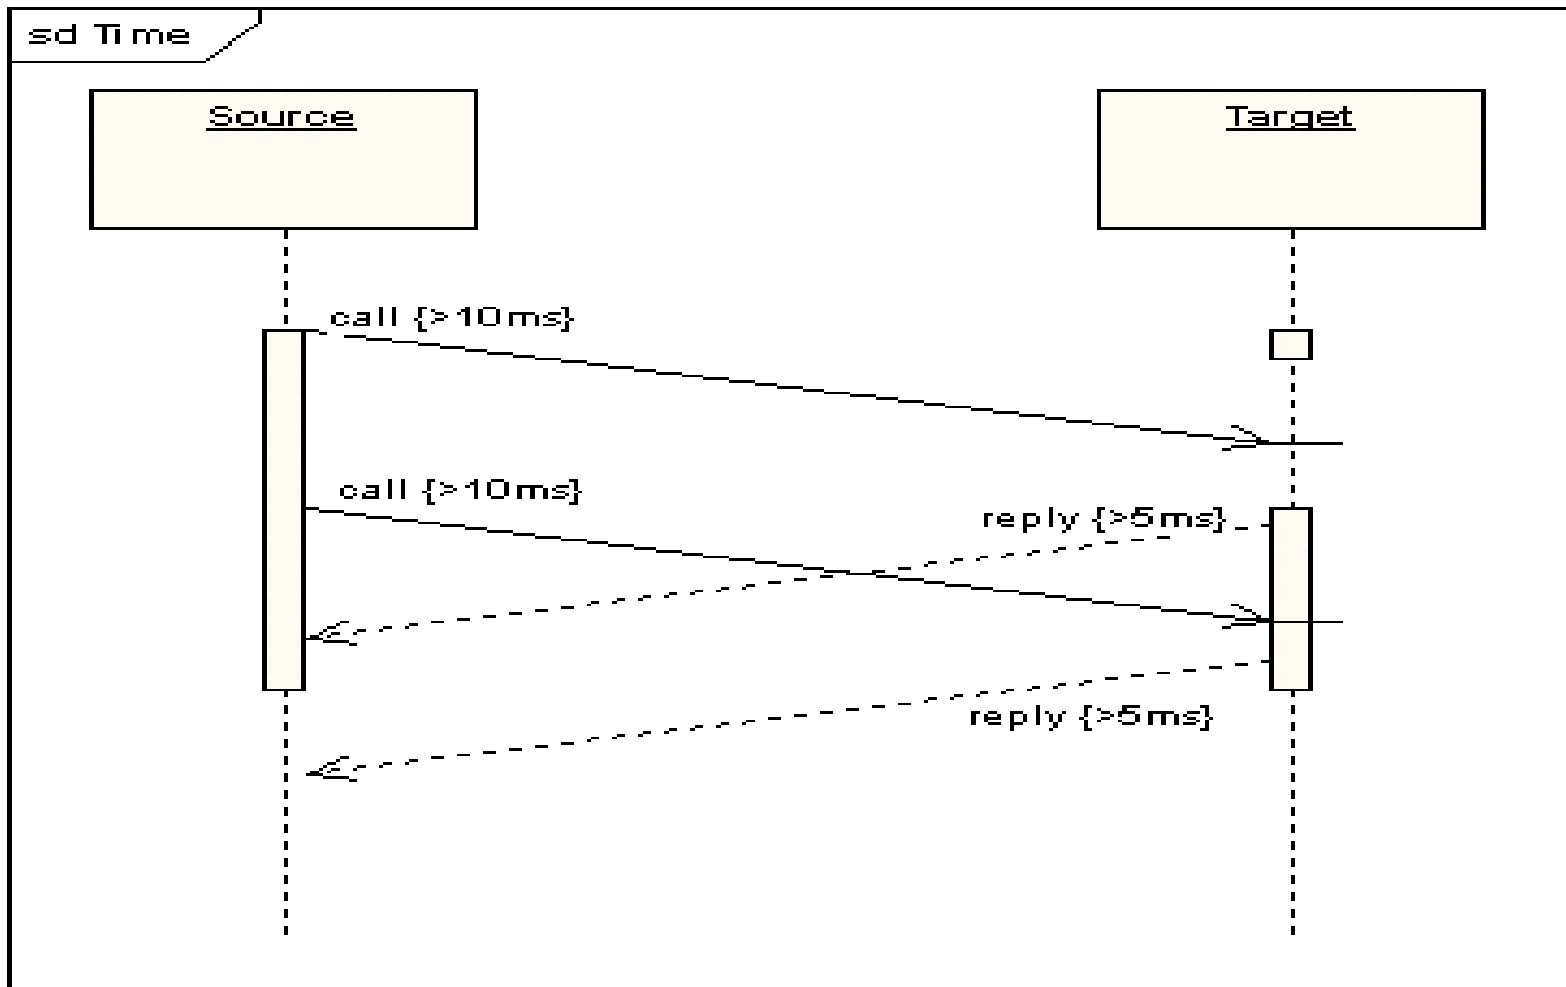 sd Time
Source
Target
call {>10ms}
call {>10ms}
reply {>5ms}
reply {>5ms}